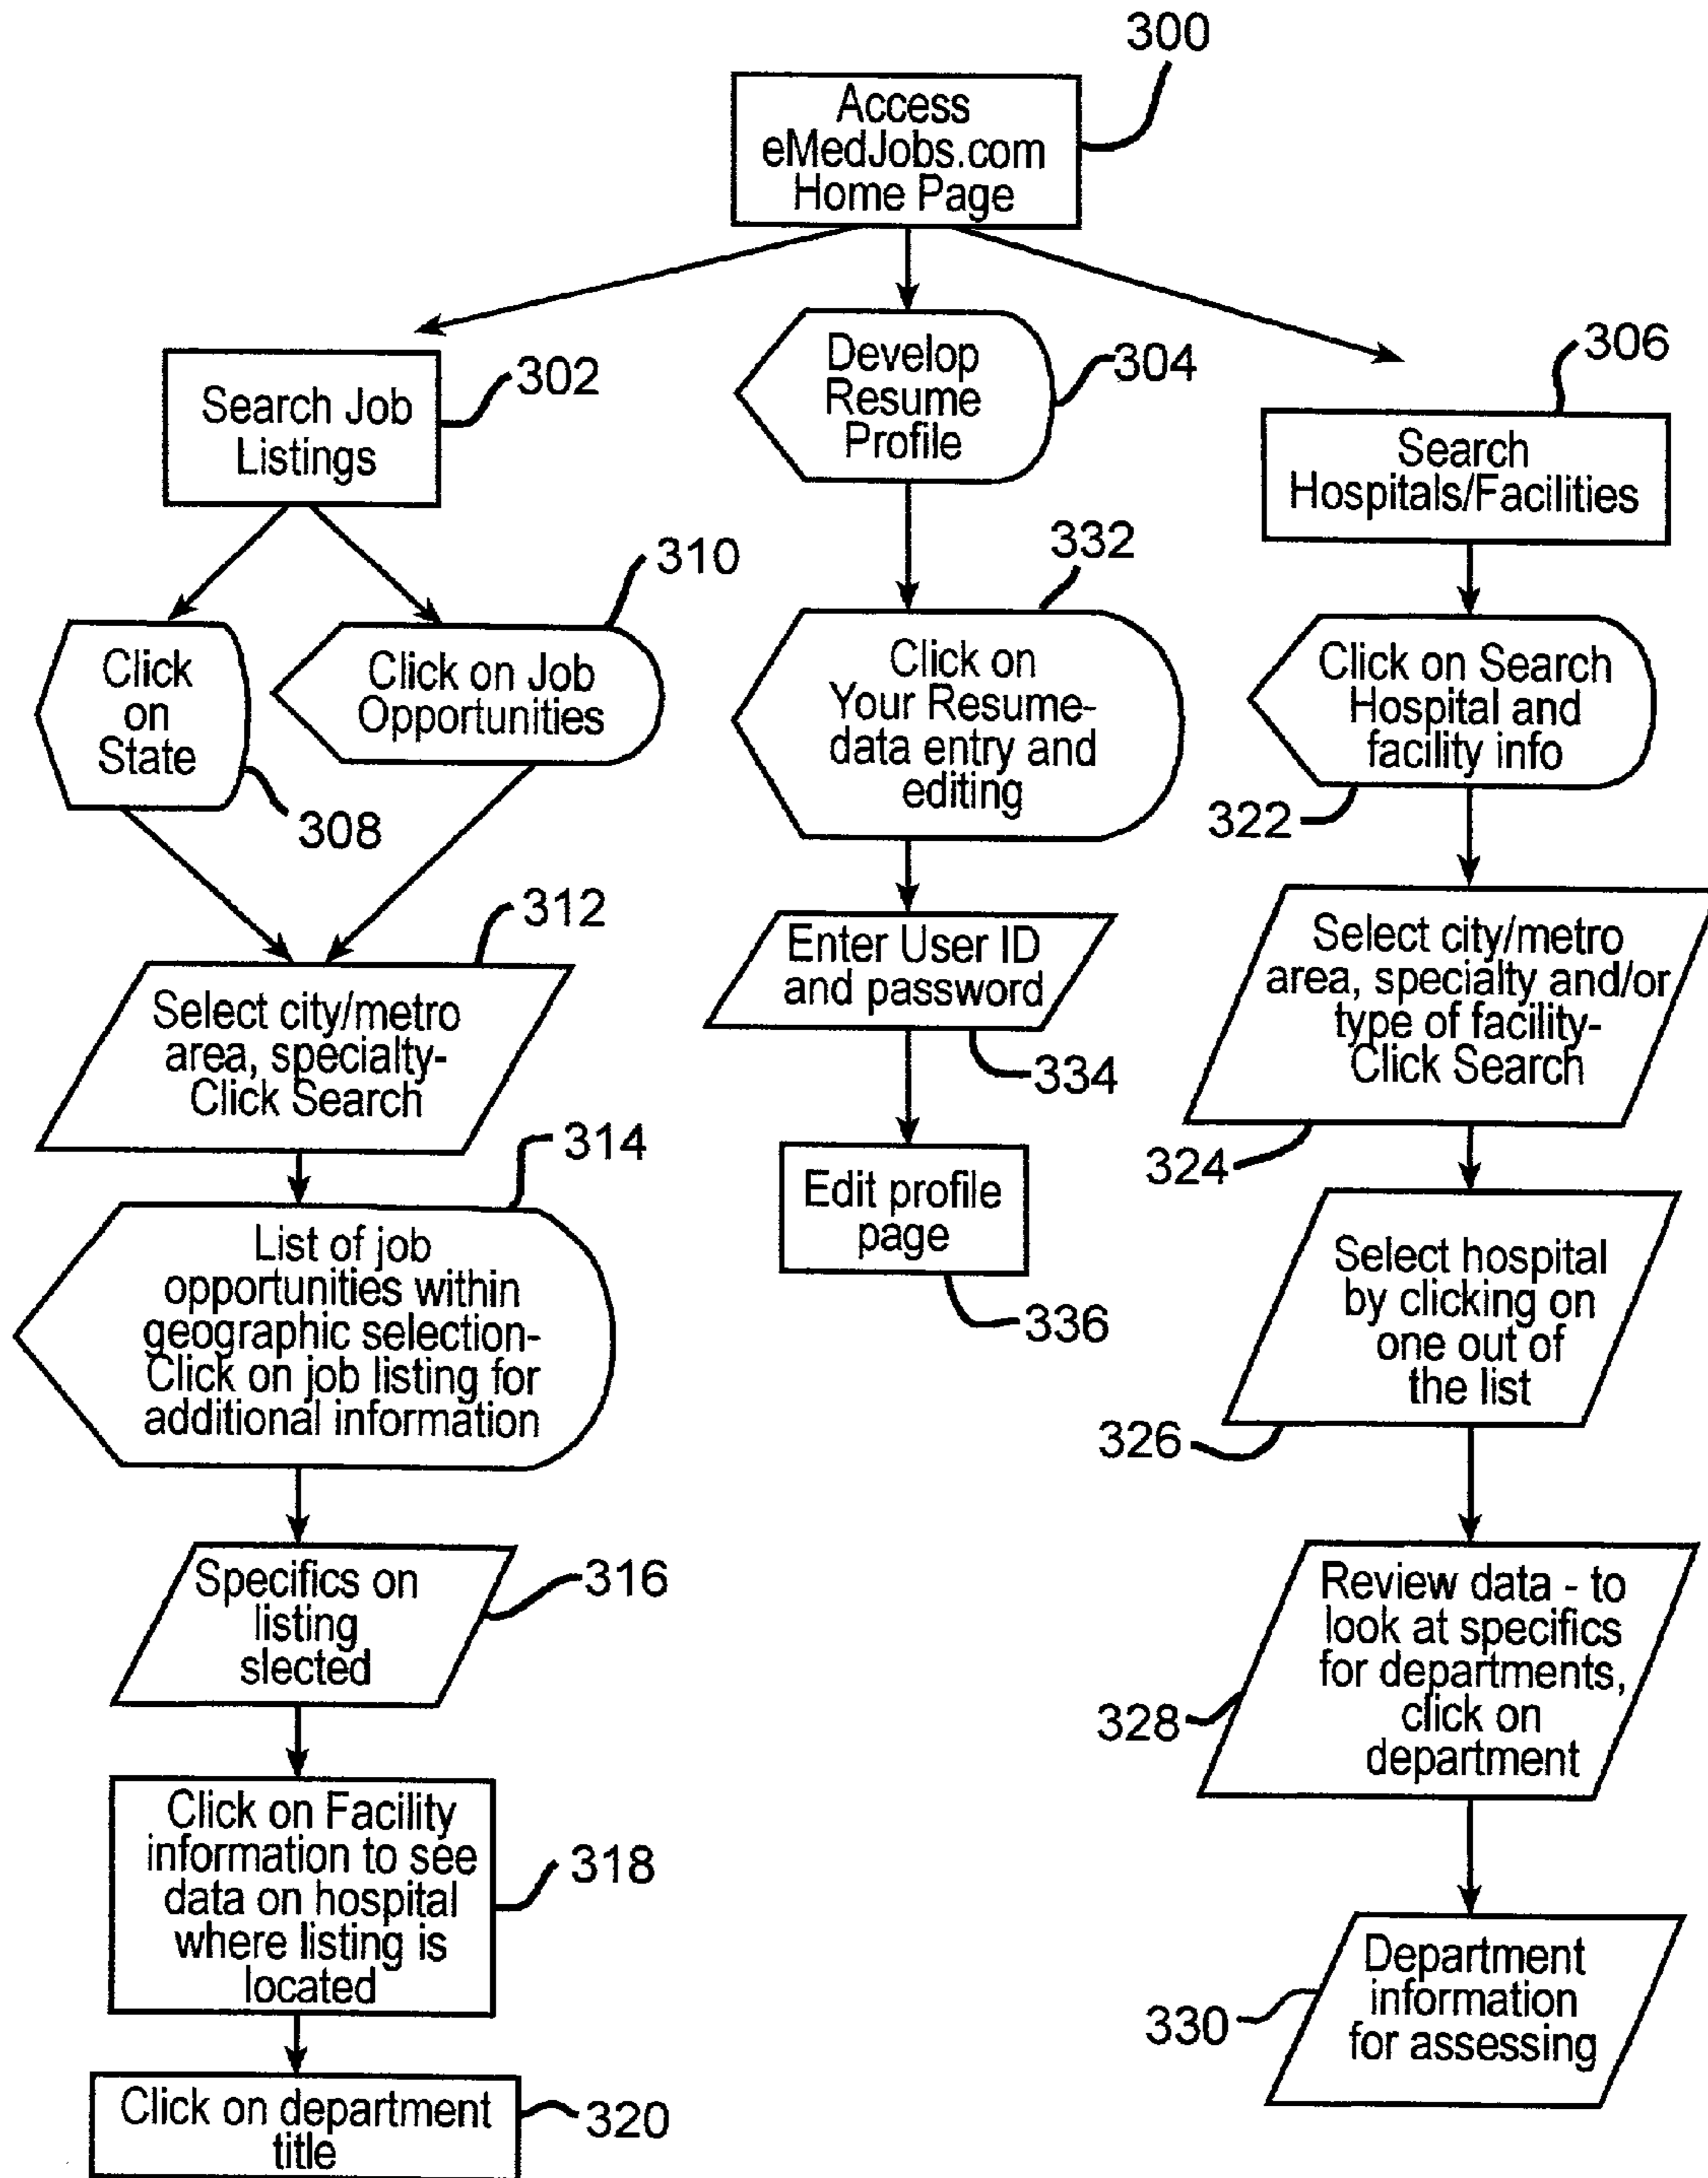 300
Access
eMedJobs.com
Home Page
302
Search Job
Listings
304
Develop
Resume
Profile
306
Search
Hospitals/Facilities
308
Click
on
State
310
Click on Job
Opportunities
312
Select city/metro
area, specialty-
Click Search
314
List of job
opportunities within
geographic selection-
Click on job listing for
additional information
316
Specifics on
listing
slected
318
Click on Facility
information to see
data on hospital
where listing is
located
320
Click on department
title
332
Click on
Your Resume-
data entry and
editing
334
Enter User ID
and password
336
Edit profile
page
322
Click on Search
Hospital and
facility info
324
Select city/metro
area, specialty and/or
type of facility-
Click Search
326
Select hospital
by clicking on
one out of
the list
328
Review data - to
look at specifics
for departments,
click on
department
330
Department
information
for assessing